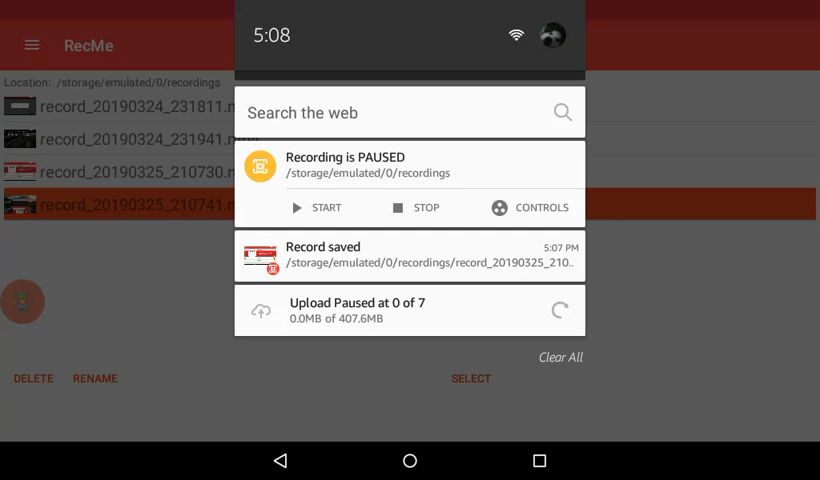 5:08
RecMe
Location: /storage/emulated/0/recordings
Search the web
record_20190324_231811.m
record_20190324_231941.m
Recording is PAUSED
/storage/emulated/0/recordings
record_20190325_210730.m
START STOP CONTROLS
record_20190325_210741.m
Record saved 5:07 PM
/storage/emulated/0/recordings/record_20190325_210..
Upload Paused at 0 of 7
0.0MB of 407.6MB
Clear All
DELETE RENAME SELECT